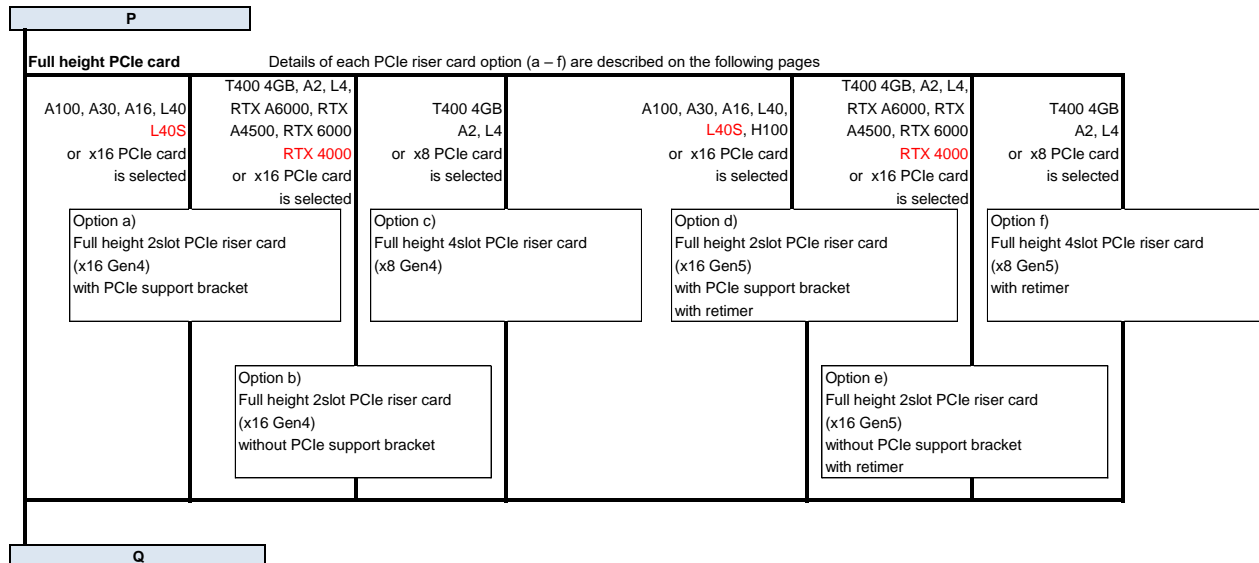 P
Full height PCIe card
Details of each PCIe riser card option (a – f) are described on the following pages
A100, A30, A16, L40
L40S
or x16 PCIe card
is selected
T400 4GB, A2, L4,
RTX A6000, RTX
A4500, RTX 6000
RTX 4000
or x16 PCIe card
is selected
T400 4GB
A2, L4
or x8 PCIe card
is selected
A100, A30, A16, L40,
L40S, H100
or x16 PCIe card
is selected
T400 4GB, A2, L4,
RTX A6000, RTX
A4500, RTX 6000
RTX 4000
or x16 PCIe card
is selected
T400 4GB
A2, L4
or x8 PCIe card
is selected
Option a)
Full height 2slot PCIe riser card
(x16 Gen4)
with PCIe support bracket
Option c)
Full height 4slot PCIe riser card
(x8 Gen4)
Option d)
Full height 2slot PCIe riser card
(x16 Gen5)
with PCIe support bracket
with retimer
Option f)
Full height 4slot PCIe riser card
(x8 Gen5)
with retimer
Option b)
Full height 2slot PCIe riser card
(x16 Gen4)
without PCIe support bracket
Option e)
Full height 2slot PCIe riser card
(x16 Gen5)
without PCIe support bracket
with retimer
Q